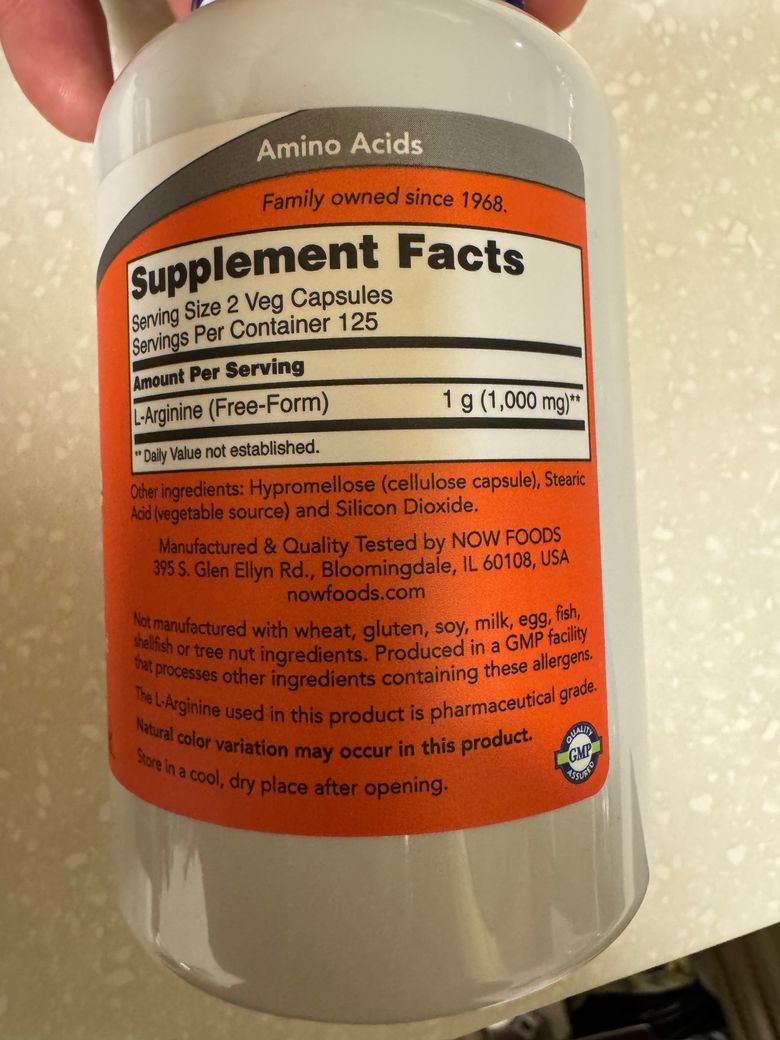 Amino Acids
Family owned since 1968.
Supplement Facts
Serving Size 2 Veg Capsules
Servings Per Container 125
Amount Per Serving
L-Arginine (Free-Form) 1 g (1,000 mg)**
** Daily Value not established.
Other ingredients: Hypromellose (cellulose capsule), Stearic
Acid (vegetable source) and Silicon Dioxide.
Manufactured & Quality Tested by NOW FOODS
395 S. Glen Ellyn Rd., Bloomingdale, IL 60108, USA
nowfoods.com
Not manufactured with wheat, gluten, soy, milk, egg, fish,
shellfish or tree nut ingredients. Produced in a GMP facility
that processes other ingredients containing these allergens.
The L-Arginine used in this product is pharmaceutical grade.
Natural color variation may occur in this product.
Store in a cool, dry place after opening.
QUALITY
GMP
ASSURED